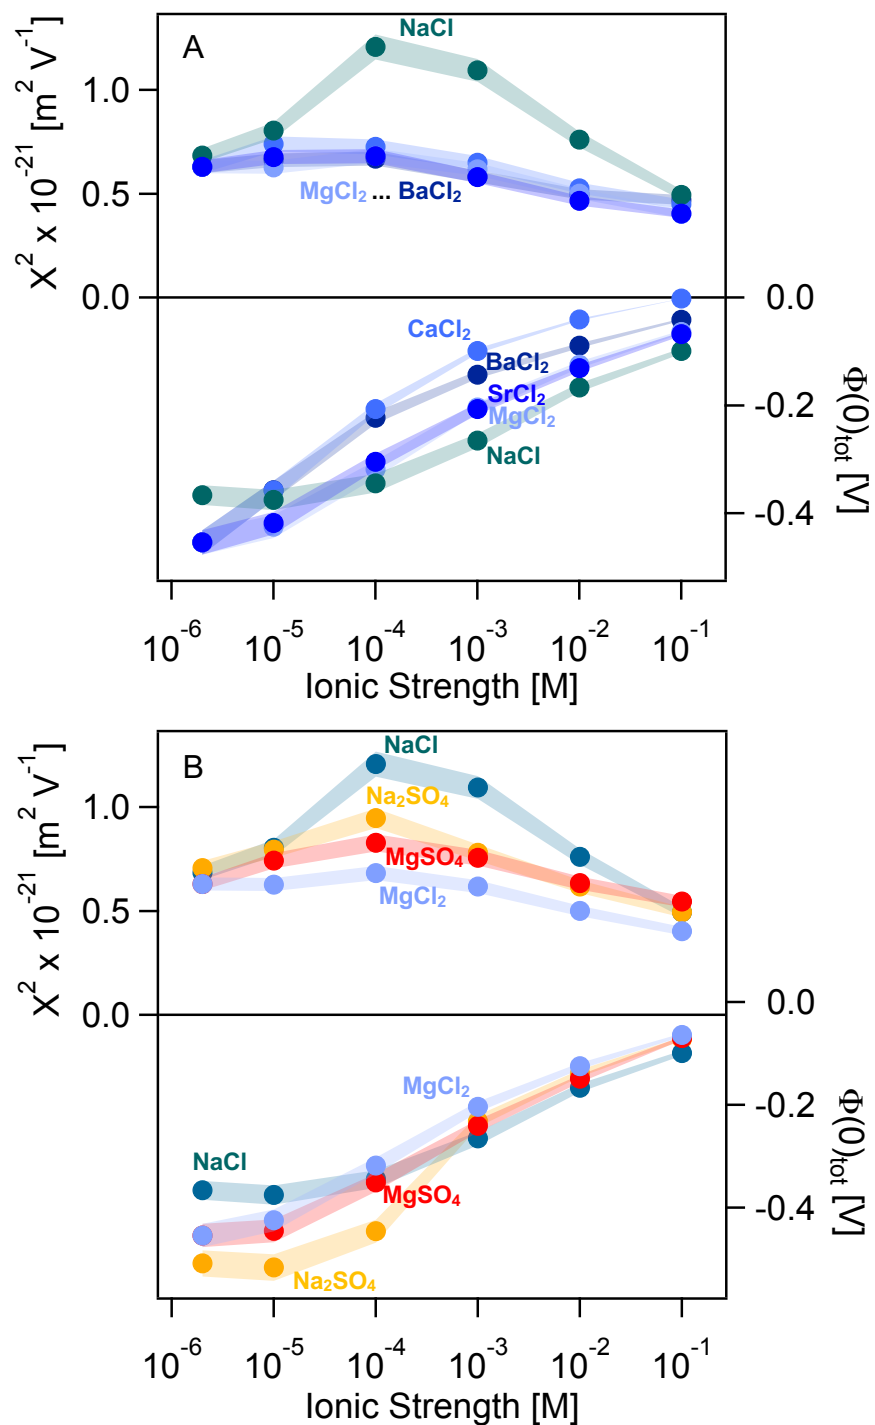 A
NaCl
1.0
0.5
0.0
X² x 10⁻²¹ [m² V⁻¹]
MgCl₂ ... BaCl₂
CaCl₂
BaCl₂
SrCl₂
MgCl₂
NaCl
0.0
-0.2
-0.4
Φ(0)ₜₒₜ [V]
10⁻⁶ 10⁻⁵ 10⁻⁴ 10⁻³ 10⁻² 10⁻¹
Ionic Strength [M]
B
NaCl
Na₂SO₄
MgSO₄
MgCl₂
1.0
0.5
0.0
X² x 10⁻²¹ [m² V⁻¹]
MgCl₂
NaCl
MgSO₄
Na₂SO₄
0.0
-0.2
-0.4
Φ(0)ₜₒₜ [V]
10⁻⁶ 10⁻⁵ 10⁻⁴ 10⁻³ 10⁻² 10⁻¹
Ionic Strength [M]